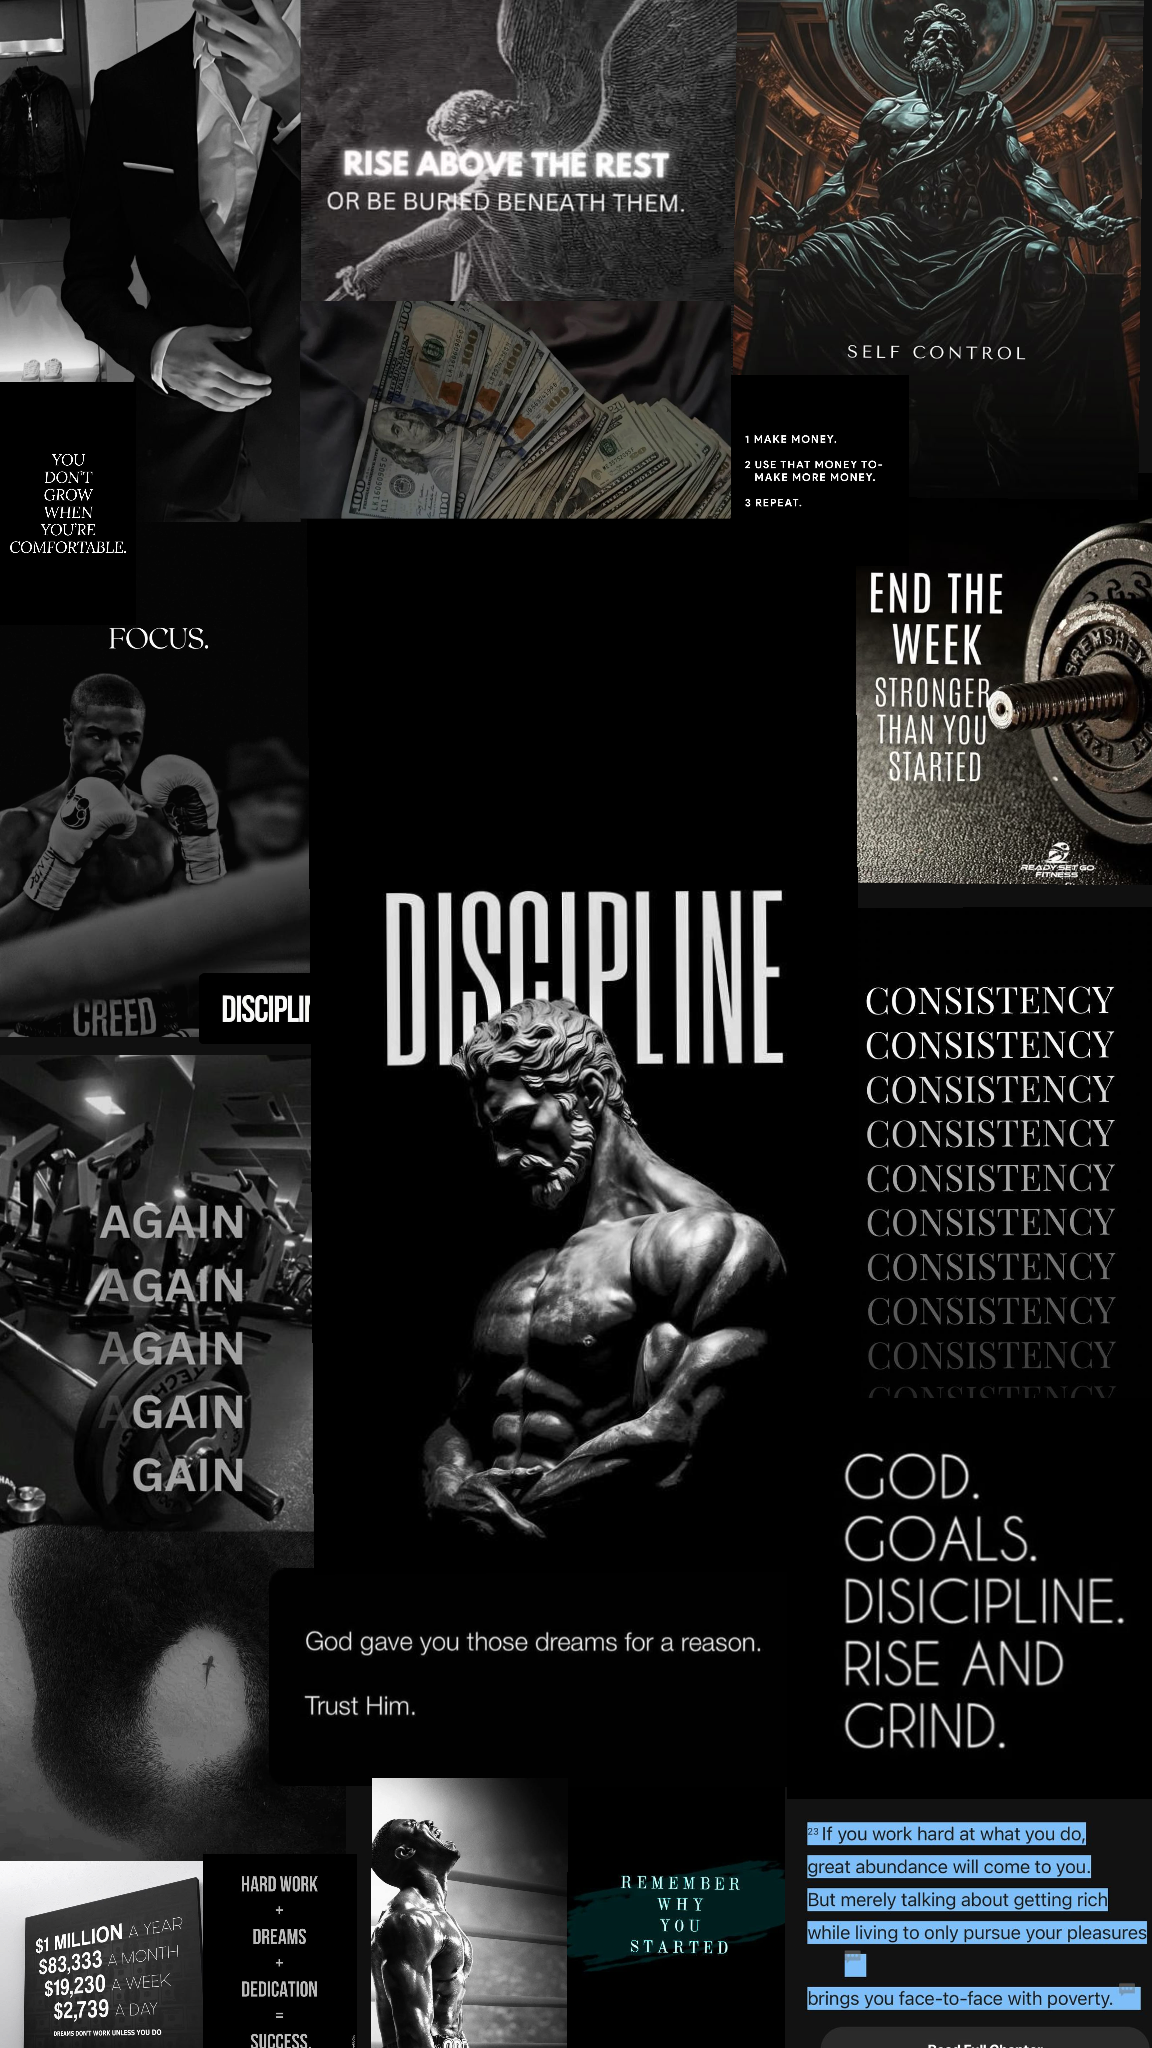 RISE ABOVE THE REST
OR BE BURIED BENEATH THEM.
SELF CONTROL
1 MAKE MONEY.
2 USE THAT MONEY TO-
MAKE MORE MONEY.
3 REPEAT.
YOU
DON'T
GROW
WHEN
YOU'RE
COMFORTABLE.
FOCUS.
CREED
DISCIPLIN
END THE
WEEK
STRONGER
THAN YOU
STARTED
READY SET GO
FITNESS
DISCIPLINE
CONSISTENCY
CONSISTENCY
CONSISTENCY
CONSISTENCY
CONSISTENCY
CONSISTENCY
CONSISTENCY
CONSISTENCY
CONSISTENCY
CONSISTENCY
AGAIN
AGAIN
AGAIN
AGAIN
GAIN
GOD.
GOALS.
DISICIPLINE.
RISE AND
GRIND.
God gave you those dreams for a reason.
Trust Him.
$1 MILLION A YEAR
$83,333 A MONTH
$19,230 A WEEK
$2,739 A DAY
DREAMS DON'T WORK UNLESS YOU DO
HARD WORK
+
DREAMS
+
DEDICATION
=
SUCCESS.
REMEMBER
WHY
YOU
STARTED
23 If you work hard at what you do,
great abundance will come to you.
But merely talking about getting rich
while living to only pursue your pleasures
brings you face-to-face with poverty.
Read Full Chapter